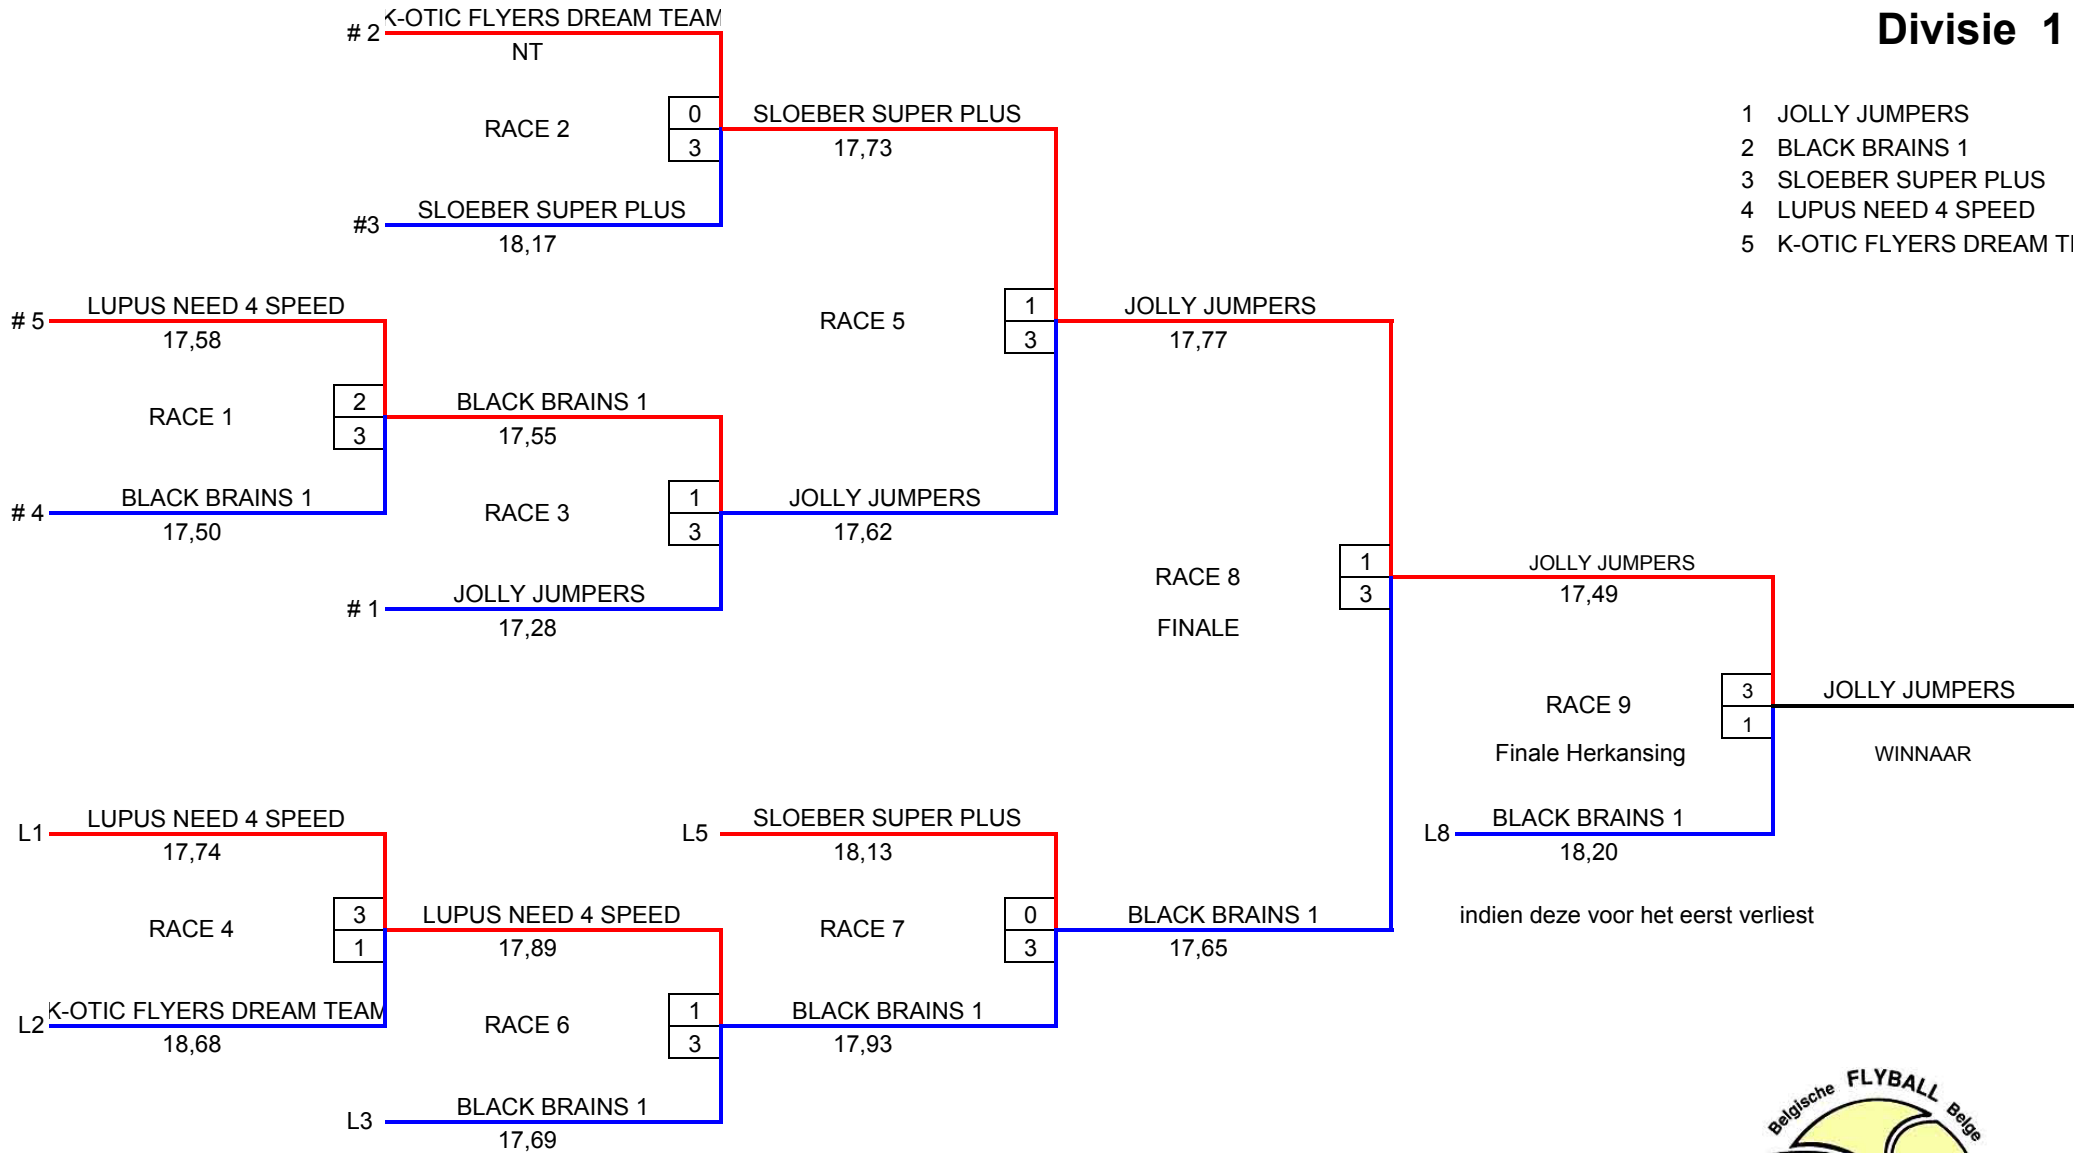 Divisie 1
1 JOLLY JUMPERS
2 BLACK BRAINS 1
3 SLOEBER SUPER PLUS
4 LUPUS NEED 4 SPEED
5 K-OTIC FLYERS DREAM T
# 2 K-OTIC FLYERS DREAM TEAM
NT
RACE 2
0
3
#3 SLOEBER SUPER PLUS
18,17
SLOEBER SUPER PLUS
17,73
# 5 LUPUS NEED 4 SPEED
17,58
RACE 1
2
3
# 4 BLACK BRAINS 1
17,50
BLACK BRAINS 1
17,55
RACE 3
1
3
# 1 JOLLY JUMPERS
17,28
RACE 5
1
3
JOLLY JUMPERS
17,62
JOLLY JUMPERS
17,77
RACE 8
FINALE
1
3
JOLLY JUMPERS
17,49
RACE 9
Finale Herkansing
3
1
JOLLY JUMPERS
WINNAAR
L8 BLACK BRAINS 1
18,20
indien deze voor het eerst verliest
L1 LUPUS NEED 4 SPEED
17,74
RACE 4
3
1
L2 K-OTIC FLYERS DREAM TEAM
18,68
LUPUS NEED 4 SPEED
17,89
RACE 6
1
3
L3 BLACK BRAINS 1
17,69
L5 SLOEBER SUPER PLUS
18,13
RACE 7
0
3
BLACK BRAINS 1
17,93
BLACK BRAINS 1
17,65
Belgische FLYBALL Belge